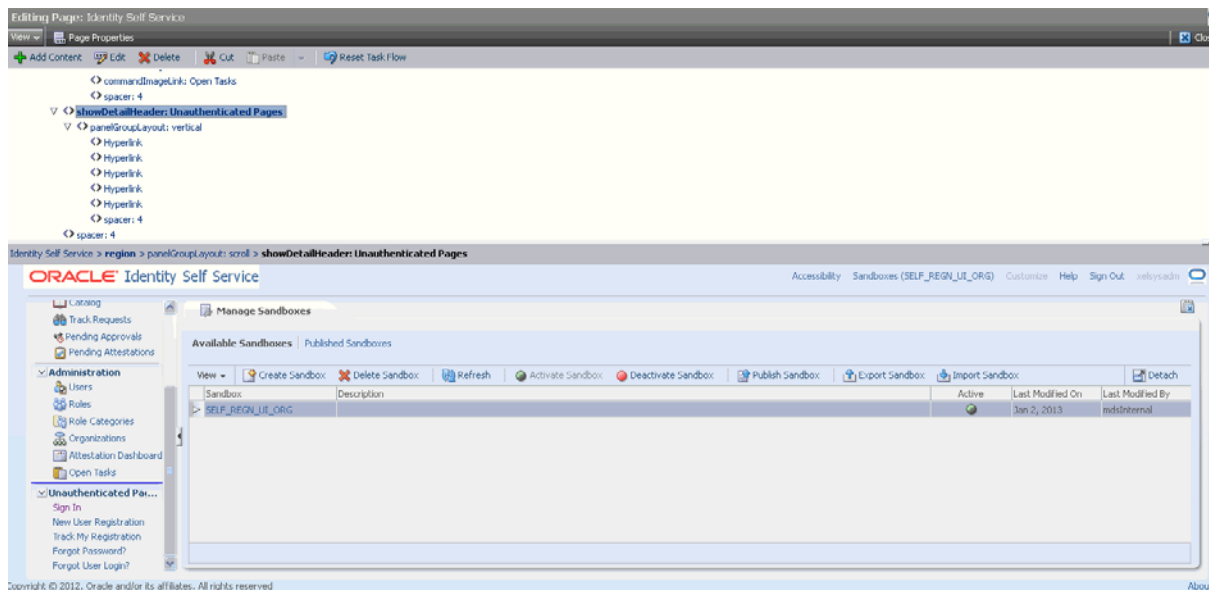 Editing Page: Identity Self Service
View Page Properties Clo
Add Content Edit Delete Cut Paste Reset Task Flow
commandImageLink: Open Tasks
spacer: 4
showDetailHeader: Unauthenticated Pages
panelGroupLayout: vertical
Hyperlink
Hyperlink
Hyperlink
Hyperlink
Hyperlink
spacer: 4
spacer: 4
Identity Self Service > region > panelGroupLayout: scroll > showDetailHeader: Unauthenticated Pages
ORACLE Identity Self Service
Accessibility Sandboxes (SELF_REGN_UI_ORG) Customize Help Sign Out xelsysadm
Catalog
Track Requests
Pending Approvals
Pending Attestations
Administration
Users
Roles
Role Categories
Organizations
Attestation Dashboard
Open Tasks
Unauthenticated Pa...
Sign In
New User Registration
Track My Registration
Forgot Password?
Forgot User Login?
Manage Sandboxes
Available Sandboxes Published Sandboxes
View Create Sandbox Delete Sandbox Refresh Activate Sandbox Deactivate Sandbox Publish Sandbox Export Sandbox Import Sandbox Detach
Sandbox Description Active Last Modified On Last Modified By
SELF_REGN_UI_ORG Jan 2, 2013 mdsInternal
Copyright © 2012, Oracle and/or its affiliates. All rights reserved Abou